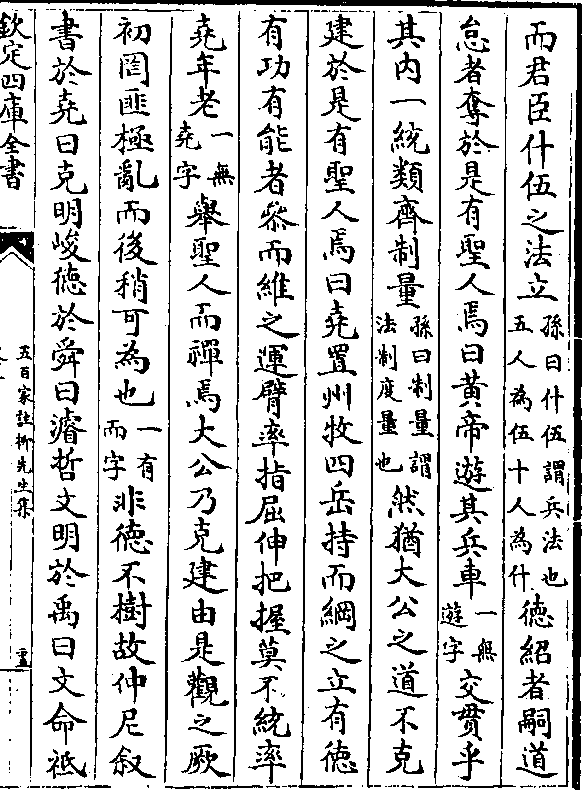 而君臣什伍之法立孫曰什伍謂兵法也五人為伍十人為什德紹者嗣道
怠者奪於是有聖人焉曰黃帝遊其兵車一無遊字交貫乎
其内一統類齊制量孫曰制量謂法制度量也然猶大公之道不克
建於是有聖人焉曰堯置州牧四岳持而綱之立有德
有功有能者叅而維之運臂率指屈伸把握莫不統率
堯年老一無堯字舉聖人而禪焉大公乃克建由是觀之厥
初罔匪極亂而後稍可為也一有而字非德不樹故仲尼叙
書於堯曰克明峻德於舜曰濬哲文明於禹曰文命祗
欽定四庫全書
五百家註柳先生集